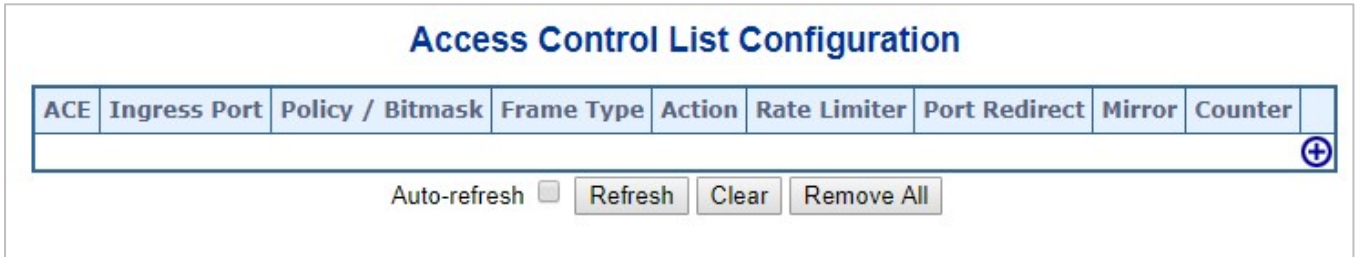 Access Control List Configuration
ACE Ingress Port Policy / Bitmask Frame Type Action Rate Limiter Port Redirect Mirror Counter
Auto-refresh Refresh Clear Remove All